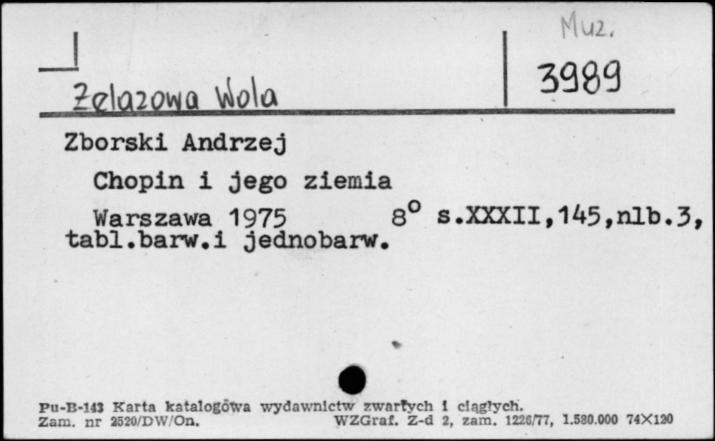 Muz.
3989
Żelazowa Wola
Zborski Andrzej
Chopin i jego ziemia
Warszawa 1975 8° s.XXXII,145,nlb.3,
tabl.barw.i jednobarw.
Pu-B-143 Karta katalogowa wydawnictw zwartych i ciągłych.
Zam. nr 2520/DW/On. WZGraf. Z-d 2, zam. 1226/77, 1.580.000 74X120